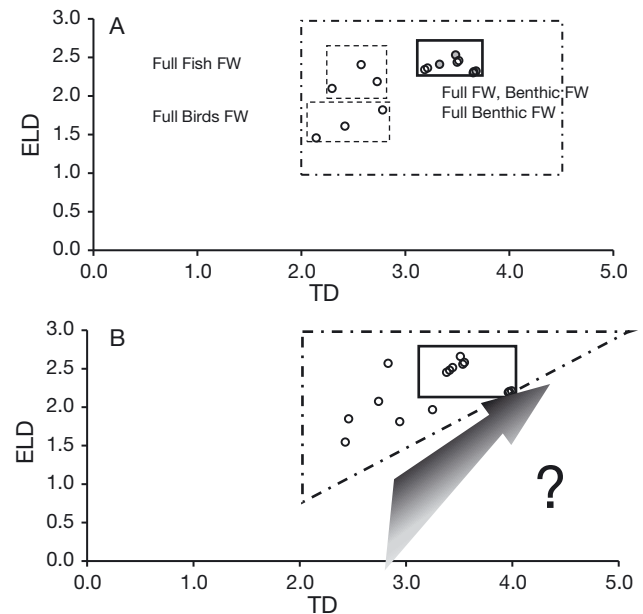 A
3.0
2.5
2.0
1.5
1.0
0.5
0.0
ELD
Full Fish FW
Full Birds FW
Full FW, Benthic FW
Full Benthic FW
0.0 1.0 2.0 3.0 4.0 5.0
TD
B
3.0
2.5
2.0
1.5
1.0
0.5
0.0
ELD
?
0.0 1.0 2.0 3.0 4.0 5.0
TD